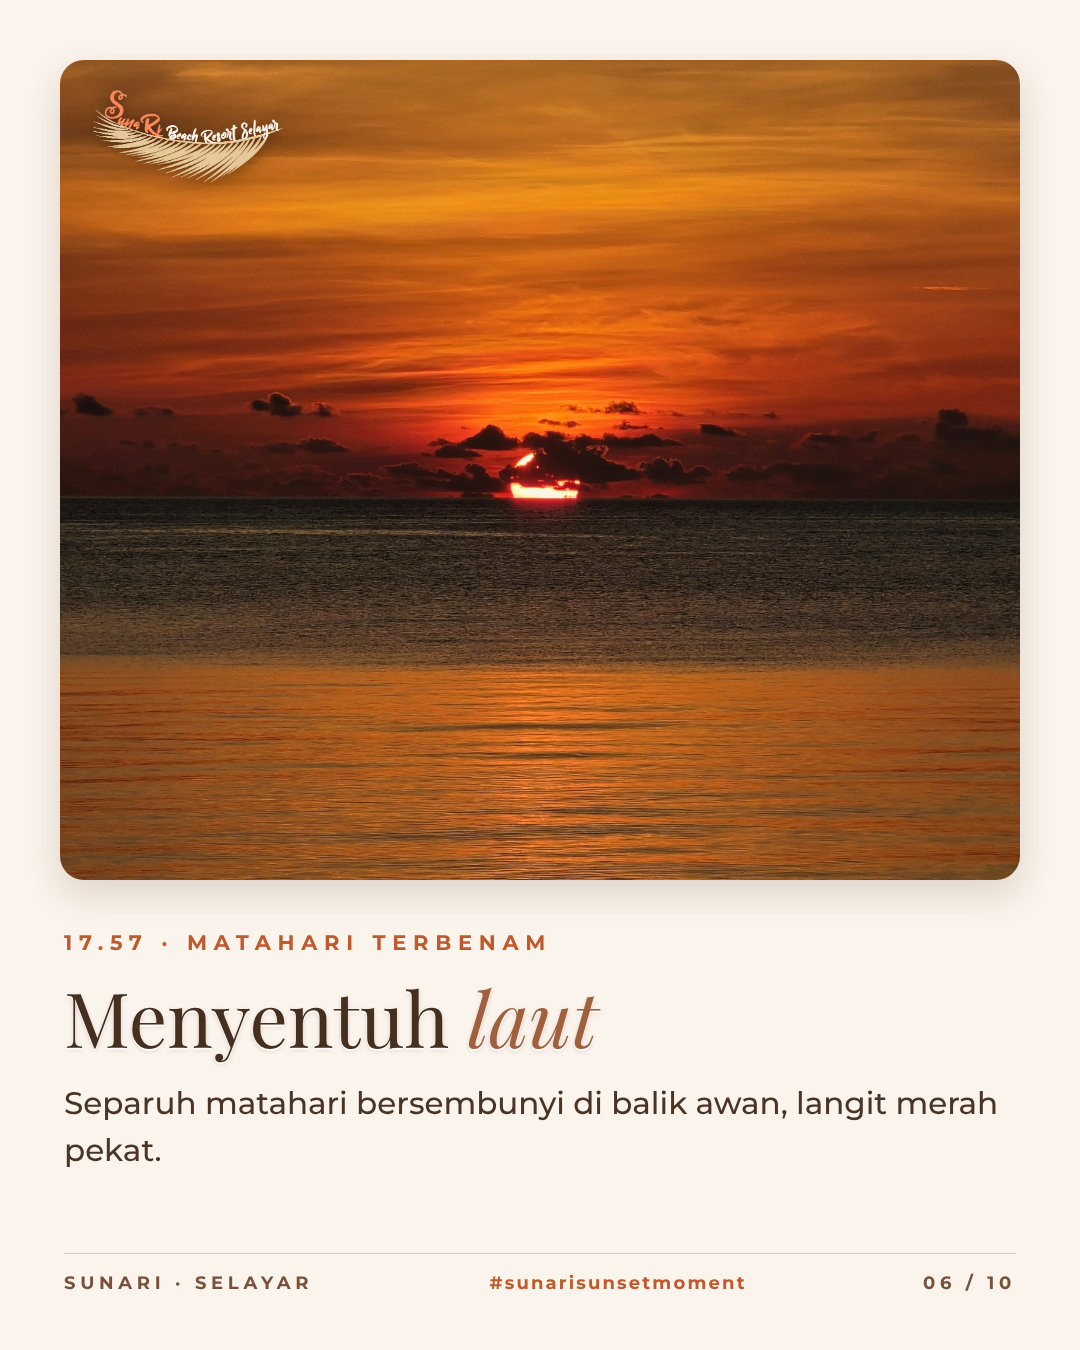 SunaRi Beach Resort Selayar
17.57 · MATAHARI TERBENAM
Menyentuh laut
Separuh matahari bersembunyi di balik awan, langit merah
pekat.
SUNARI · SELAYAR
#sunarisunsetmoment
06 / 10